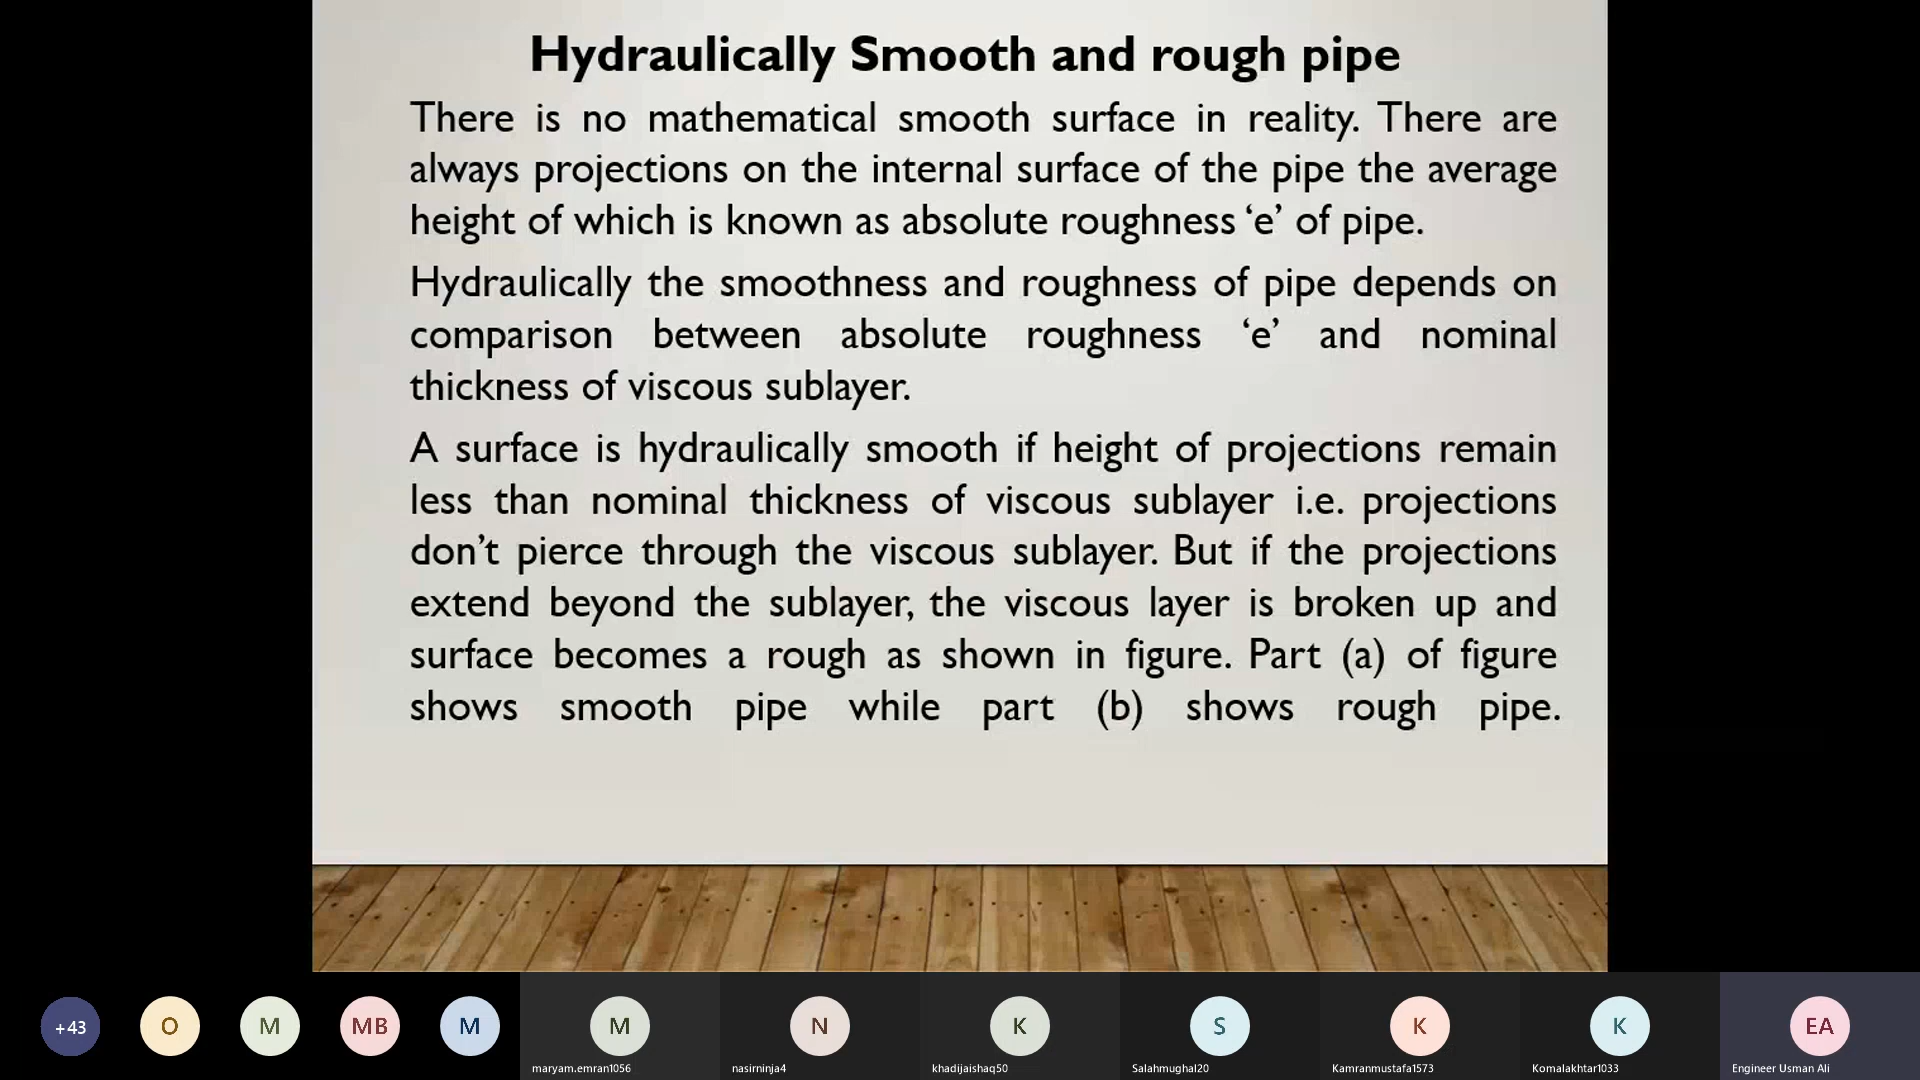 Hydraulically Smooth and rough pipe
There is no mathematical smooth surface in reality. There are
always projections on the internal surface of the pipe the average
height of which is known as absolute roughness ‘e’ of pipe.
Hydraulically the smoothness and roughness of pipe depends on
comparison between absolute roughness ‘e’ and nominal
thickness of viscous sublayer.
A surface is hydraulically smooth if height of projections remain
less than nominal thickness of viscous sublayer i.e. projections
don’t pierce through the viscous sublayer. But if the projections
extend beyond the sublayer, the viscous layer is broken up and
surface becomes a rough as shown in figure. Part (a) of figure
shows smooth pipe while part (b) shows rough pipe.
+43 O M MB M M N K S K K EA
maryam.emran1056 nasirninja4 khadijaishaq50 Salahmughal20 Kamranmustafa1573 Komalakhtar1033 Engineer Usman Ali